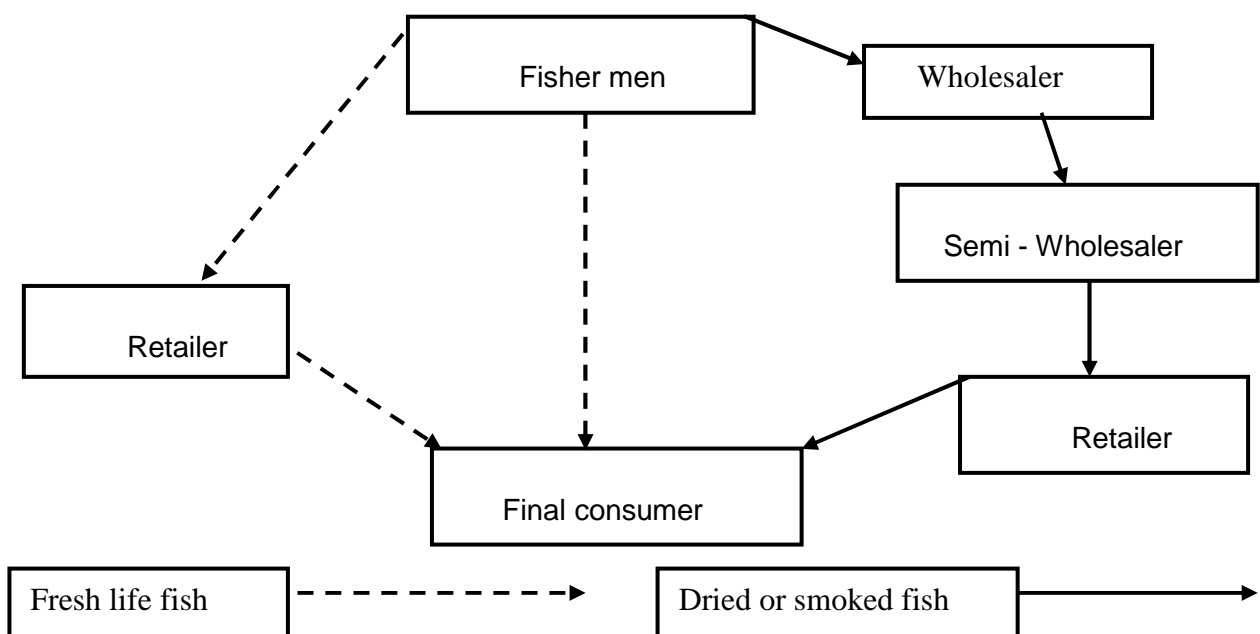 Fisher men
Wholesaler
Semi - Wholesaler
Retailer
Retailer
Final consumer
Fresh life fish
Dried or smoked fish